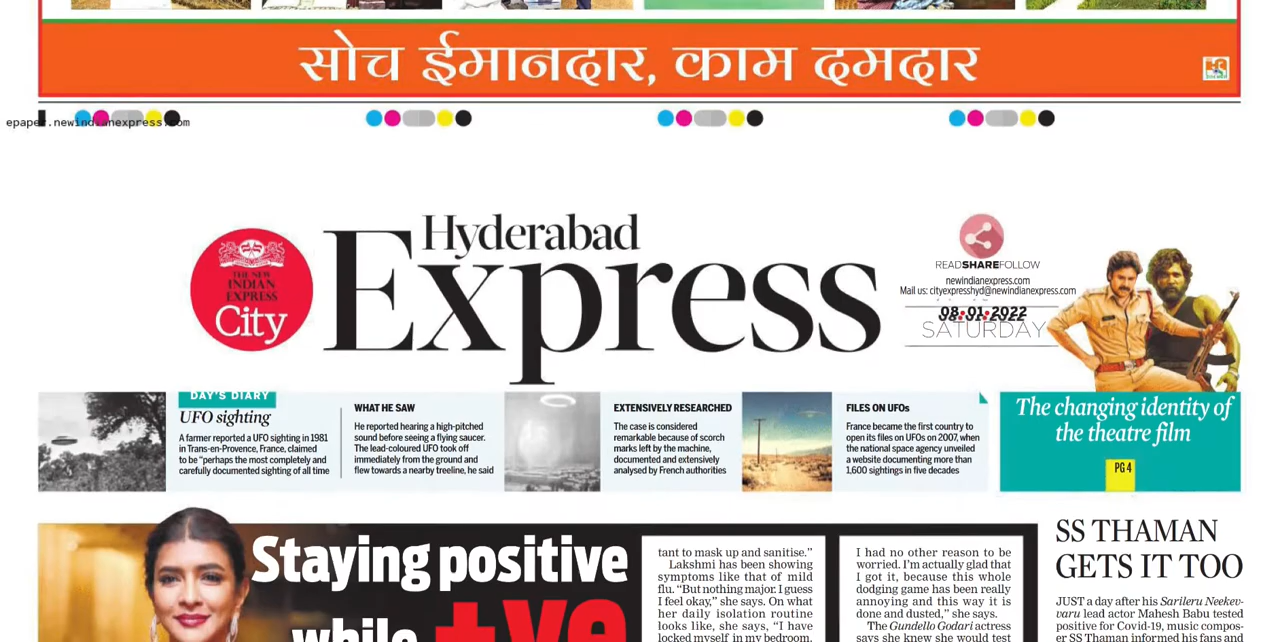 सोच ईमानदार, काम दमदार
epaper.newindianexpress.com
THE NEW
INDIAN
EXPRESS
City
Hyderabad
Express
READSHAREFOLLOW
newindianexpress.com
Mail us: cityexpresshyd@newindianexpress.com
08•01•2022
SATURDAY
DAY'S DIARY
UFO sighting
A farmer reported a UFO sighting in 1981
in Trans-en-Provence, France, claimed
to be “perhaps the most completely and
carefully documented sighting of all time
WHAT HE SAW
He reported hearing a high-pitched
sound before seeing a flying saucer.
The lead-coloured UFO took off
immediately from the ground and
flew towards a nearby treeline, he said
EXTENSIVELY RESEARCHED
The case is considered
remarkable because of scorch
marks left by the machine,
documented and extensively
analysed by French authorities
FILES ON UFOs
France became the first country to
open its files on UFOs on 2007, when
the national space agency unveiled
a website documenting more than
1,600 sightings in five decades
The changing identity of
the theatre film
PG 4
Staying positive
while +ve
tant to mask up and sanitise.”
Lakshmi has been showing
symptoms like that of mild
flu. “But nothing major. I guess
I feel okay,” she says. On what
her daily isolation routine
looks like, she says, “I have
locked myself in my bedroom.
I had no other reason to be
worried. I'm actually glad that
I got it, because this whole
dodging game has been really
annoying and this way it is
done and dusted,” she says.
The Gundello Godari actress
says she knew she would test
SS THAMAN
GETS IT TOO
JUST a day after his Sarileru Neekev-
varu lead actor Mahesh Babu tested
positive for Covid-19, music compos-
er SS Thaman informed his fans and